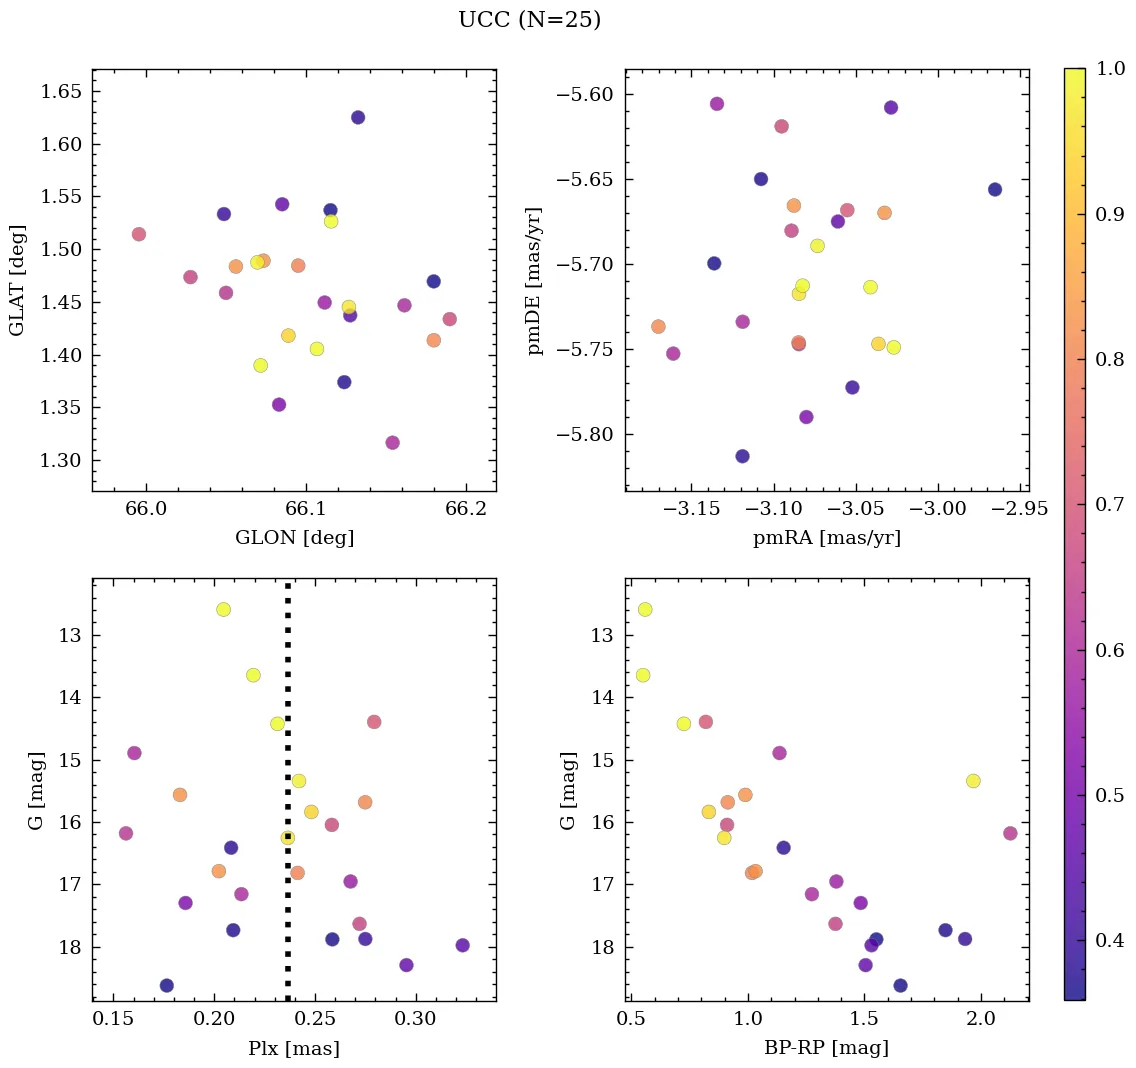 UCC (N=25)
1.65
1.60
1.55
1.50
1.45
1.40
1.35
1.30
GLAT [deg]
66.0 66.1 66.2
GLON [deg]
−5.60
−5.65
−5.70
−5.75
−5.80
pmDE [mas/yr]
−3.15 −3.10 −3.05 −3.00 −2.95
pmRA [mas/yr]
13
14
15
16
17
18
G [mag]
0.15 0.20 0.25 0.30
Plx [mas]
13
14
15
16
17
18
G [mag]
0.5 1.0 1.5 2.0
BP-RP [mag]
1.0
0.9
0.8
0.7
0.6
0.5
0.4